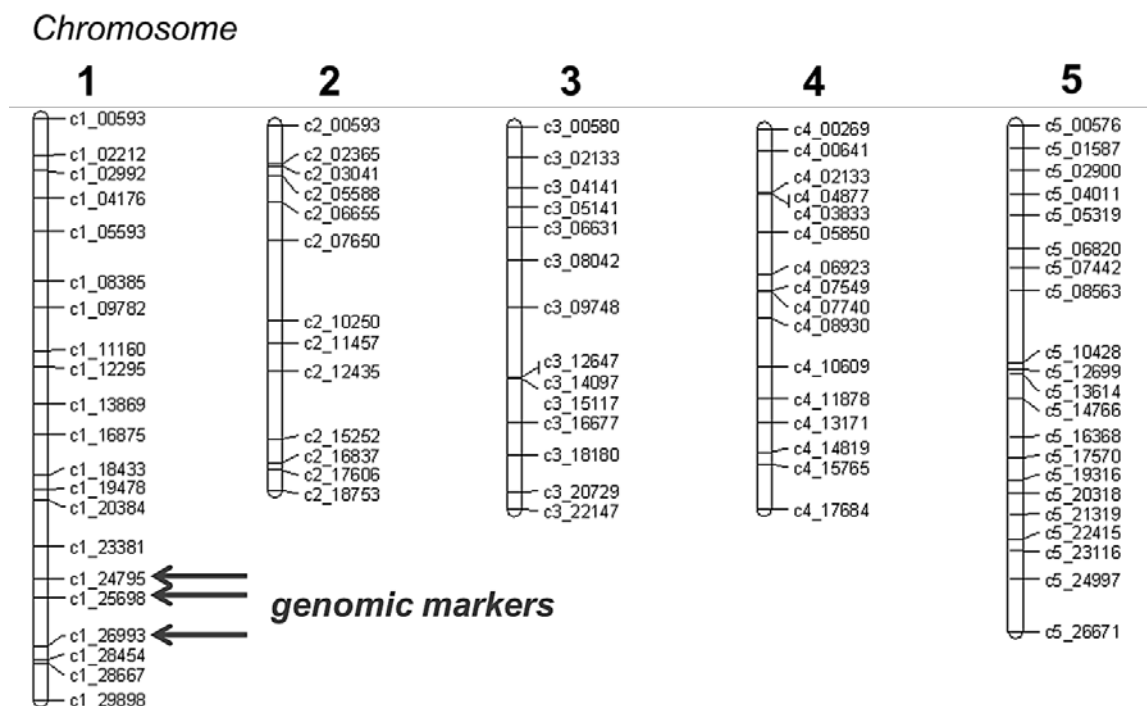 Chromosome
1 2 3 4 5
c1_00593
c1_02212
c1_02992
c1_04176
c1_05593
c1_08385
c1_09782
c1_11160
c1_12295
c1_13869
c1_16875
c1_18433
c1_19478
c1_20384
c1_23381
c1_24795
c1_25698
c1_26993
c1_28454
c1_28667
c1_29898
genomic markers
c2_00593
c2_02365
c2_03041
c2_05588
c2_06655
c2_07650
c2_10250
c2_11457
c2_12435
c2_15252
c2_16837
c2_17606
c2_18753
c3_00580
c3_02133
c3_04141
c3_05141
c3_06631
c3_08042
c3_09748
c3_12647
c3_14097
c3_15117
c3_16677
c3_18180
c3_20729
c3_22147
c4_00269
c4_00641
c4_02133
c4_04877
c4_03833
c4_05850
c4_06923
c4_07549
c4_07740
c4_08930
c4_10609
c4_11878
c4_13171
c4_14819
c4_15765
c4_17684
c5_00576
c5_01587
c5_02900
c5_04011
c5_05319
c5_06820
c5_07442
c5_08563
c5_10428
c5_12699
c5_13614
c5_14766
c5_16368
c5_17570
c5_19316
c5_20318
c5_21319
c5_22415
c5_23116
c5_24997
c5_26671